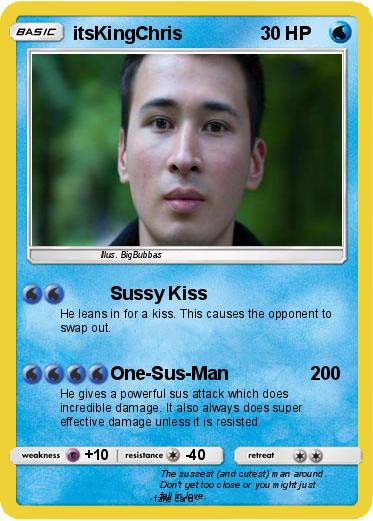 BASIC itsKingChris 30 HP
Illus. BigBubbas
Sussy Kiss
He leans in for a kiss. This causes the opponent to
swap out.
One-Sus-Man 200
He gives a powerful sus attack which does
incredible damage. It also always does super
effective damage unless it is resisted.
weakness +10 resistance -40 retreat
The sussest (and cutest) man around.
Don't get too close or you might just
fall in love.
- fake card -